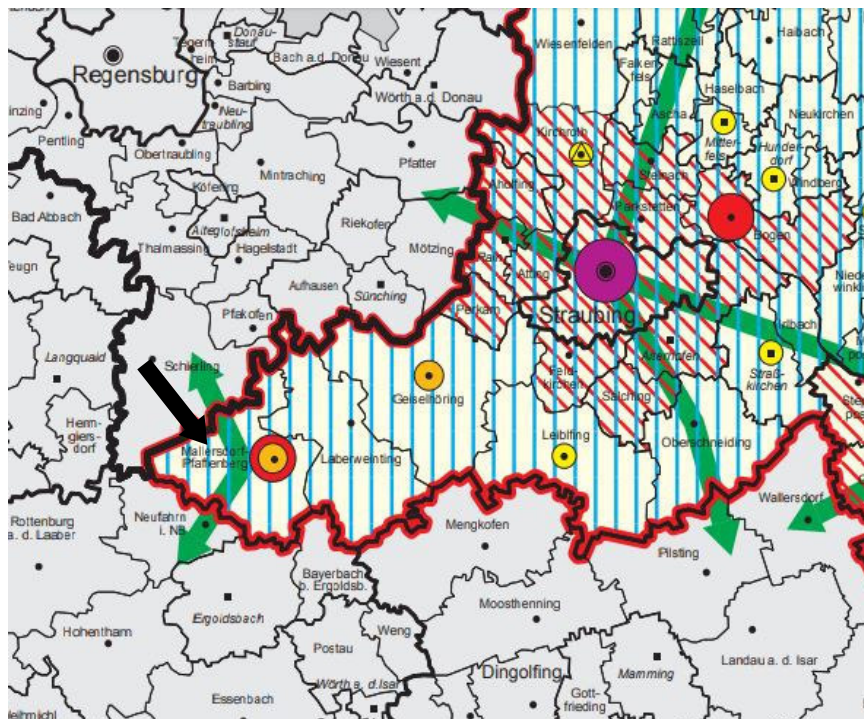 Donau-
stauf
Tegern-
heim
Bach a.d. Donau
Wiesent
Wiesenfelden
Rattiszell
Haibach
Regensburg
Barbing
Wörth a.d. Donau
Falken
fels
Haselbach
Neu-
traubling
Ascha
Mitter-
fels
Neukirchen
Pentling
Obertraubling
Pfatter
Kirchroth
Hunder-
dorf
Mintraching
Steinach
Windberg
Köfering
Aholfing
Parkstetten
Bad Abbach
Alteglofsheim
Riekofen
Bogen
Thalmassing
Hagelstadt
Mötzing
Rain
Atting
Aufhausen
Sünching
Niede
winklin
Pfakofen
Perkam
Straubing
Irlbach
Langquaid
Schierling
Aiterhofen
Straß-
kirchen
Feld-
kirchen
Geiselhöring
Salching
Herrn-
giers-
dorf
Mallersdorf-
Pfaffenberg
Laberweinting
Leiblfing
Oberschneiding
Wallersdorf
Rottenburg
a. d. Laaber
Neufahrn
i. NB
Mengkofen
Pilsting
Bayerbach
b. Ergoldsb.
Ergoldsbach
Moosthenning
Hohenthann
Weng
Postau
Landau a. d. Isar
Wörth a.d.Isar
Dingolfing
Mamming
Essenbach
Gott-
frieding